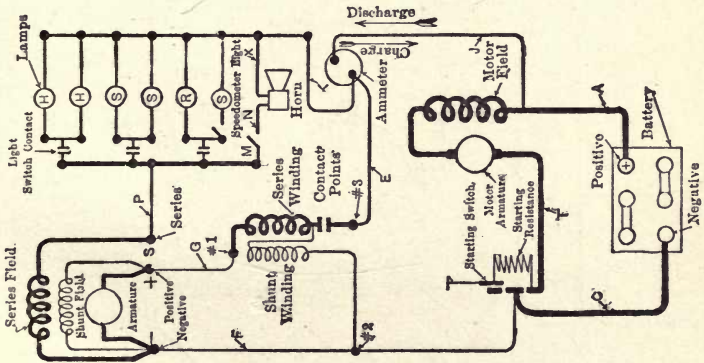 Discharge
Charge
Lamps
H
H
S
S
R
S
Speedometer Light
X
Horn
N
M
Y
Ammeter
J
Motor
Field
A
Battery
Positivo
Negative
Light
Switch Contact
P
Series
S
Series
Winding
Contact
Points
#3
E
Starting Switch,
Motor
Armature
Starting
Resistance
Series Field.
Shunt Field
Armature
+
−
Positive
Negative
G
#1
Shunt
Winding
F
#2
C